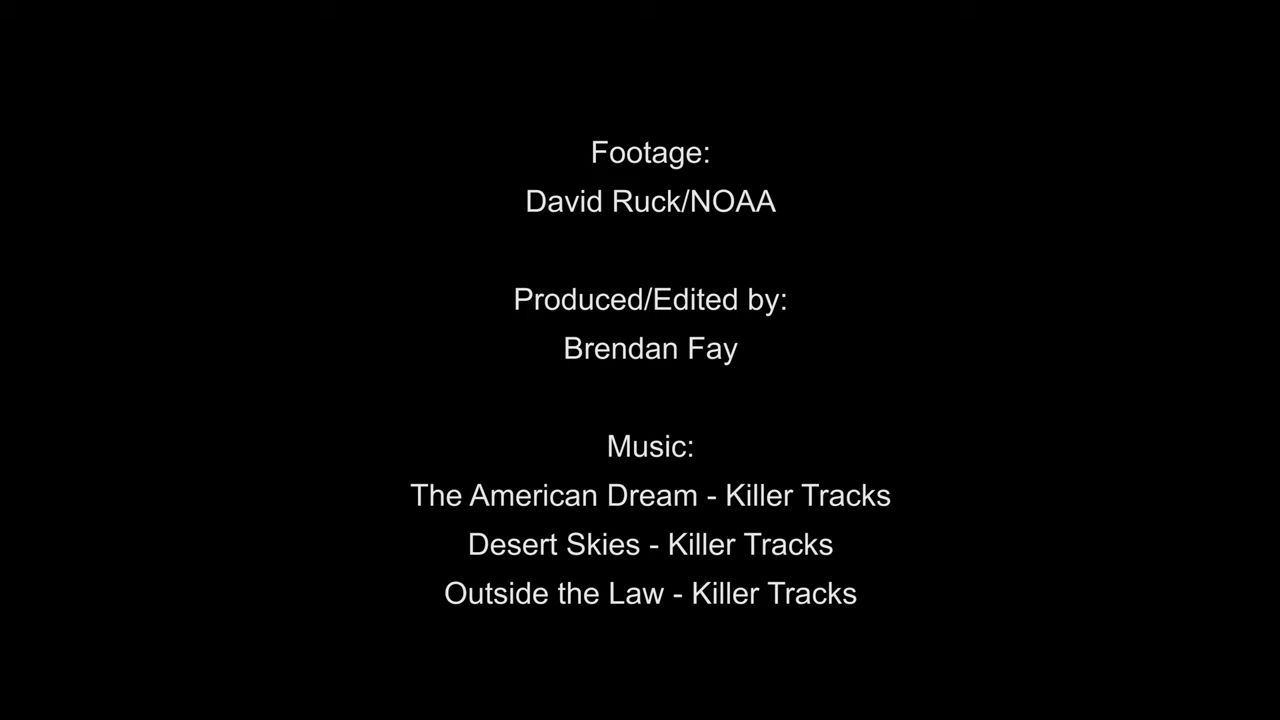 Footage:
David Ruck/NOAA
Produced/Edited by:
Brendan Fay
Music:
The American Dream - Killer Tracks
Desert Skies - Killer Tracks
Outside the Law - Killer Tracks